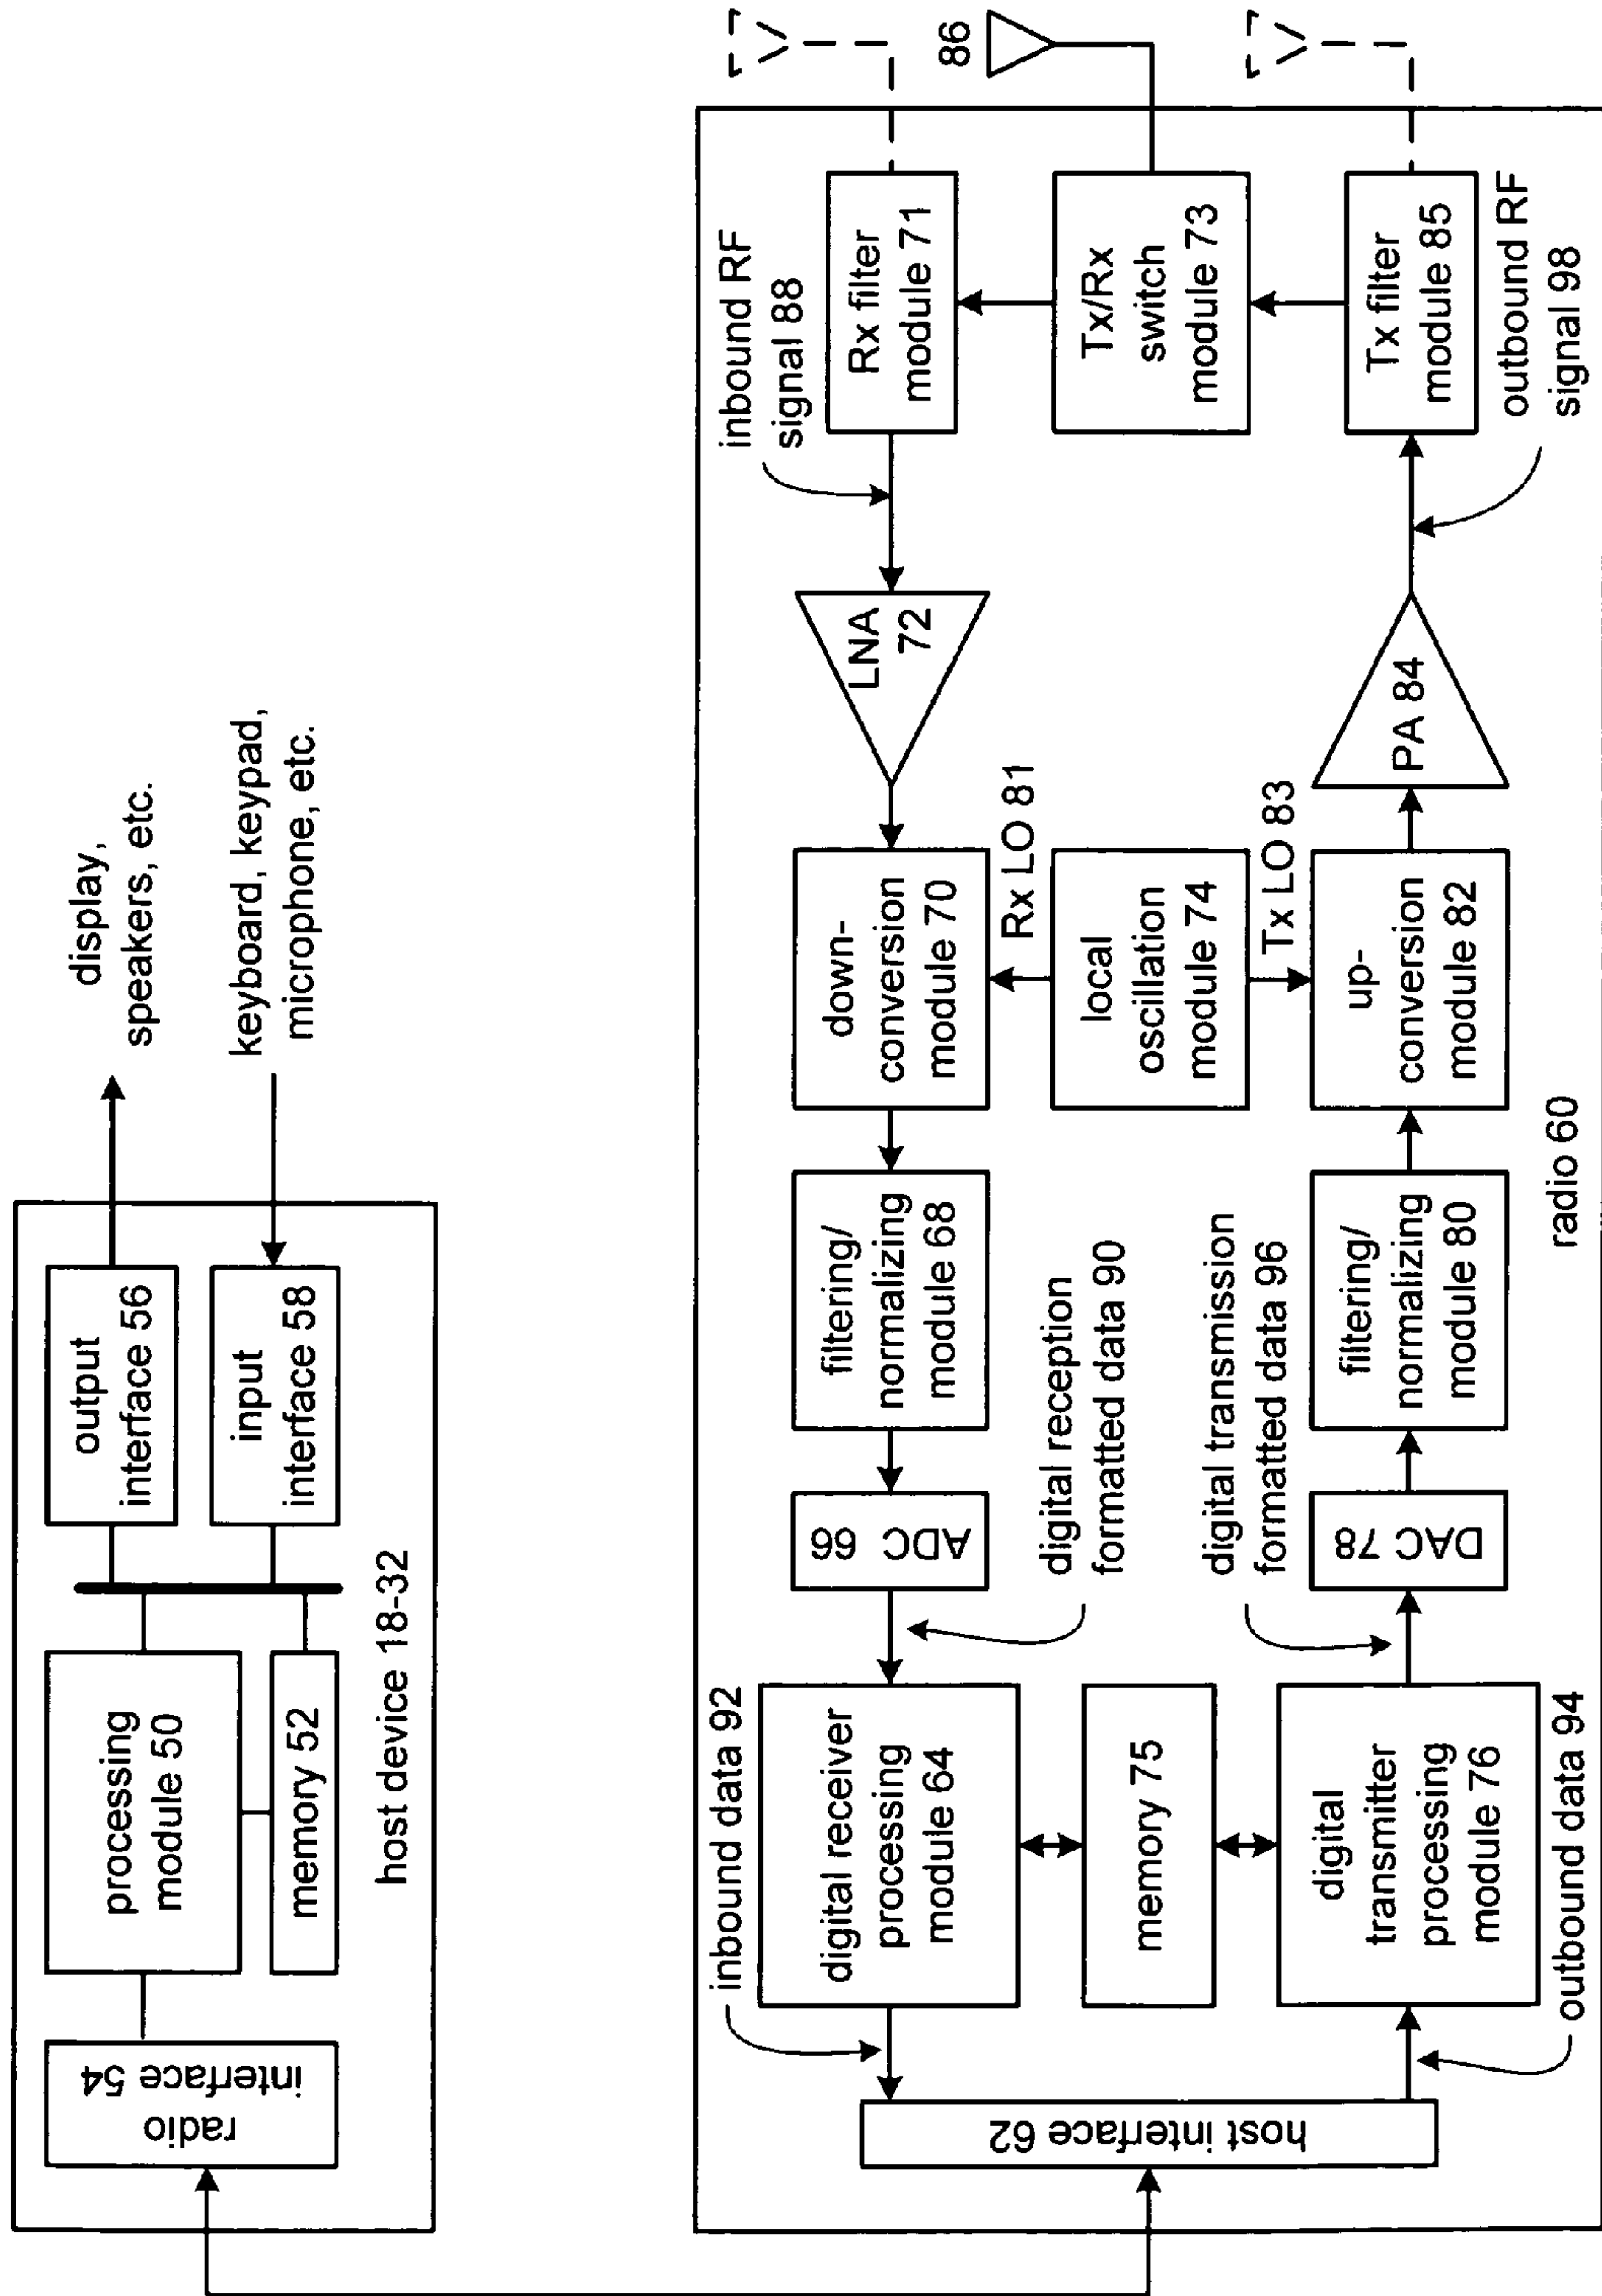 radio
interface 54
processing
module 50
memory 52
output
interface 56
input
interface 58
display,
speakers, etc.
keyboard, keypad,
microphone, etc.
host device 18-32
host interface 62
inbound data 92
digital receiver
processing
module 64
memory 75
digital
transmitter
processing
module 76
outbound data 94
ADC 66
digital reception
formatted data 90
digital transmission
formatted data 96
DAC 78
filtering/
normalizing
module 68
filtering/
normalizing
module 80
down-
conversion
module 70
Rx LO 81
local
oscillation
module 74
Tx LO 83
up-
conversion
module 82
LNA
72
PA 84
inbound RF
signal 88
Rx filter
module 71
Tx/Rx
switch
module 73
Tx filter
module 85
outbound RF
signal 98
86
radio 60